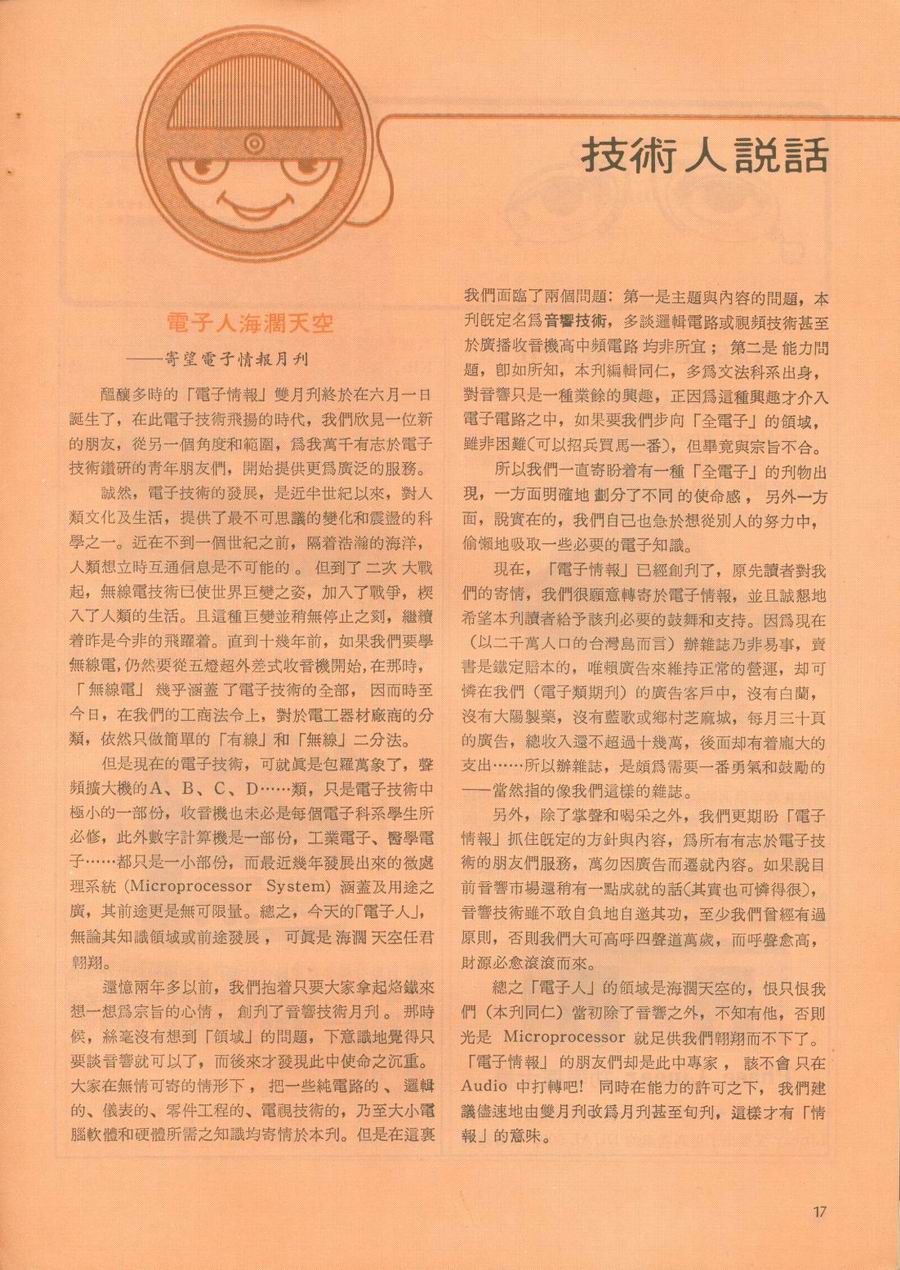 技術人說話
電子人海濶天空
——寄望電子情報月刊
醞釀多時的「電子情報」雙月刊終於在六月一日
誕生了，在此電子技術飛揚的時代，我們欣見一位新
的朋友，從另一個角度和範圍，爲我萬千有志於電子
技術鑽研的青年朋友們，開始提供更爲廣泛的服務。
誠然，電子技術的發展，是近半世紀以來，對人
類文化及生活，提供了最不可思議的變化和震盪的科
學之一。近在不到一個世紀之前，隔着浩瀚的海洋，
人類想立時互通信息是不可能的。但到了二次大戰
起，無線電技術已使世界巨變之姿，加入了戰爭，楔
入了人類的生活。且這種巨變並稍無停止之刻，繼續
着昨是今非的飛躍着。直到十幾年前，如果我們要學
無線電，仍然要從五燈超外差式收音機開始，在那時，
「無線電」幾乎涵蓋了電子技術的全部，因而時至
今日，在我們的工商法令上，對於電工器材廠商的分
類，依然只做簡單的「有線」和「無線」二分法。
但是現在的電子技術，可就眞是包羅萬象了，聲
頻擴大機的A、B、C、D……類，只是電子技術中
極小的一部份，收音機也未必是每個電子科系學生所
必修，此外數字計算機是一部份，工業電子、醫學電
子……都只是一小部份，而最近幾年發展出來的微處
理系統 (Microprocessor System) 涵蓋及用途之
廣，其前途更是無可限量。總之，今天的「電子人」，
無論其知識領域或前途發展，可眞是海濶天空任君
翱翔。
還憶兩年多以前，我們抱着只要大家拿起烙鐵來
想一想爲宗旨的心情，創刊了音響技術月刊。那時
候，絲毫沒有想到「領域」的問題，下意識地覺得只
要談音響就可以了，而後來才發現此中使命之沉重。
大家在無情可寄的情形下，把一些純電路的、邏輯
的、儀表的、零件工程的、電視技術的，乃至大小電
腦軟體和硬體所需之知識均寄情於本刊。但是在這裏
我們面臨了兩個問題：第一是主題與內容的問題，本
刊旣定名爲音響技術，多談邏輯電路或視頻技術甚至
於廣播收音機高中頻電路均非所宜；第二是能力問
題，卽如所知，本刊編輯同仁，多爲文法科系出身，
對音響只是一種業餘的興趣，正因爲這種興趣才介入
電子電路之中，如果要我們步向「全電子」的領域，
雖非困難(可以招兵買馬一番)，但畢竟與宗旨不合。
所以我們一直寄盼着有一種「全電子」的刊物出
現，一方面明確地劃分了不同的使命感，另外一方
面，說實在的，我們自己也急於想從別人的努力中，
偷懶地吸取一些必要的電子知識。
現在，「電子情報」已經創刊了，原先讀者對我
們的寄情，我們很願意轉寄於電子情報，並且誠懇地
希望本刊讀者給予該刊必要的鼓舞和支持。因爲現在
（以二千萬人口的台灣島而言）辦雜誌乃非易事，賣
書是鐵定賠本的，唯賴廣告來維持正常的營運，却可
憐在我們（電子類期刊）的廣告客戶中，沒有白蘭，
沒有大陽製藥，沒有藍歌或鄉村芝麻城，每月三十頁
的廣告，總收入還不超過十幾萬，後面却有着龐大的
支出……所以辦雜誌，是頗爲需要一番勇氣和鼓勵的
——當然指的像我們這樣的雜誌。
另外，除了掌聲和喝采之外，我們更期盼「電子
情報」抓住旣定的方針與內容，爲所有有志於電子技
術的朋友們服務，萬勿因廣告而遷就內容。如果說目
前音響市場還稍有一點成就的話(其實也可憐得很)，
音響技術雖不敢自負地自邀其功，至少我們曾經有過
原則，否則我們大可高呼四聲道萬歲，而呼聲愈高，
財源必愈滾滾而來。
總之「電子人」的領域是海濶天空的，恨只恨我
們（本刊同仁）當初除了音響之外，不知有他，否則
光是 Microprocessor 就足供我們翱翔而不下了。
「電子情報」的朋友們却是此中專家，該不會只在
Audio 中打轉吧！同時在能力的許可之下，我們建
議儘速地由雙月刊改爲月刊甚至旬刊，這樣才有「情
報」的意味。
17